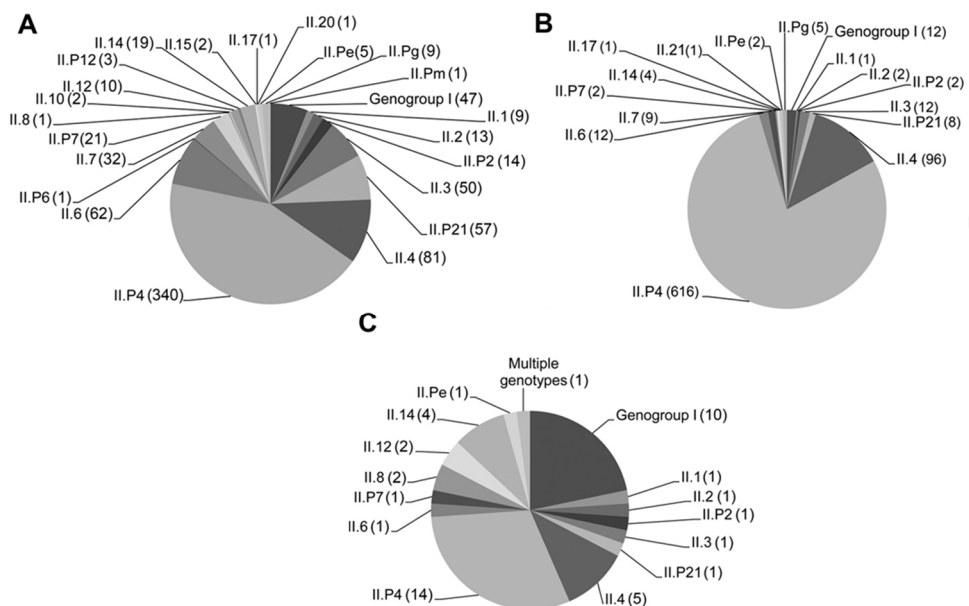 A
II.20 (1)
II.17 (1)
II.15 (2)
II.14 (19)
II.P12 (3)
II.12 (10)
II.10 (2)
II.8 (1)
II.P7 (21)
II.7 (32)
II.P6 (1)
II.6 (62)
II.P4 (340)
II.Pe (5)
II.Pg (9)
II.Pm (1)
Genogroup I (47)
II.1 (9)
II.2 (13)
II.P2 (14)
II.3 (50)
II.P21 (57)
II.4 (81)
B
II.Pg (5)
II.Pe (2)
II.21 (1)
II.17 (1)
II.14 (4)
II.P7 (2)
II.7 (9)
II.6 (12)
II.P4 (616)
Genogroup I (12)
II.1 (1)
II.2 (2)
II.P2 (2)
II.3 (12)
II.P21 (8)
II.4 (96)
C
Multiple
genotypes (1)
II.Pe (1)
II.14 (4)
II.12 (2)
II.8 (2)
II.P7 (1)
II.6 (1)
II.P4 (14)
Genogroup I (10)
II.1 (1)
II.2 (1)
II.P2 (1)
II.3 (1)
II.P21 (1)
II.4 (5)